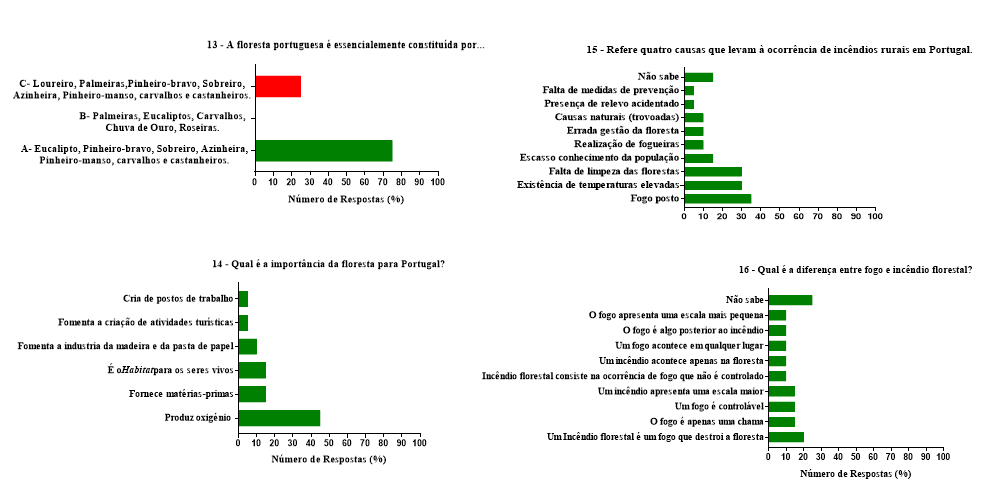 13 - A floresta portuguesa é essencialemente constituída por...
C- Loureiro, Palmeiras,Pinheiro-bravo, Sobreiro,
Azinheira, Pinheiro-manso, carvalhos e castanheiros.
B- Palmeiras, Eucaliptos, Carvalhos,
Chuva de Ouro, Roseiras.
A- Eucalipto, Pinheiro-bravo, Sobreiro, Azinheira,
Pinheiro-manso, carvalhos e castanheiros.
0 10 20 30 40 50 60 70 80 90 100
Número de Respostas (%)
15 - Refere quatro causas que levam à ocorrência de incêndios rurais em Portugal.
Não sabe
Falta de medidas de prevenção
Presença de relevo acidentado
Causas naturais (trovoadas)
Errada gestão da floresta
Realização de fogueiras
Escasso conhecimento da população
Falta de limpeza das florestas
Existência de temperaturas elevadas
Fogo posto
0 10 20 30 40 50 60 70 80 90 100
14 - Qual é a importância da floresta para Portugal?
Cria de postos de trabalho
Fomenta a criação de atividades turísticas
Fomenta a industria da madeira e da pasta de papel
É o Habitat para os seres vivos
Fornece matérias-primas
Produz oxigénio
0 10 20 30 40 50 60 70 80 90 100
Número de Respostas (%)
16 - Qual é a diferença entre fogo e incêndio florestal?
Não sabe
O fogo apresenta uma escala mais pequena
O fogo é algo posterior ao incêndio
Um fogo acontece em qualquer lugar
Um incêndio acontece apenas na floresta
Incêndio florestal consiste na ocorrência de fogo que não é controlado
Um incêndio apresenta uma escala maior
Um fogo é controlável
O fogo é apenas uma chama
Um Incêndio florestal é um fogo que destroi a floresta
0 10 20 30 40 50 60 70 80 90 100
Número de Respostas (%)